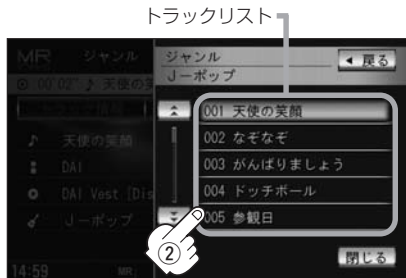 トラックリスト
MR ジャンル
ジャンル
Jーポップ
戻る
00'02" ♪ 天使の笑
001 天使の笑顔
天使の笑顔
002 なぞなぞ
DAI
003 がんばりましょう
DAI Vest [Dis
004 ドッチボール
Jーポップ
005 参観日
②
閉じる
14:59 MR